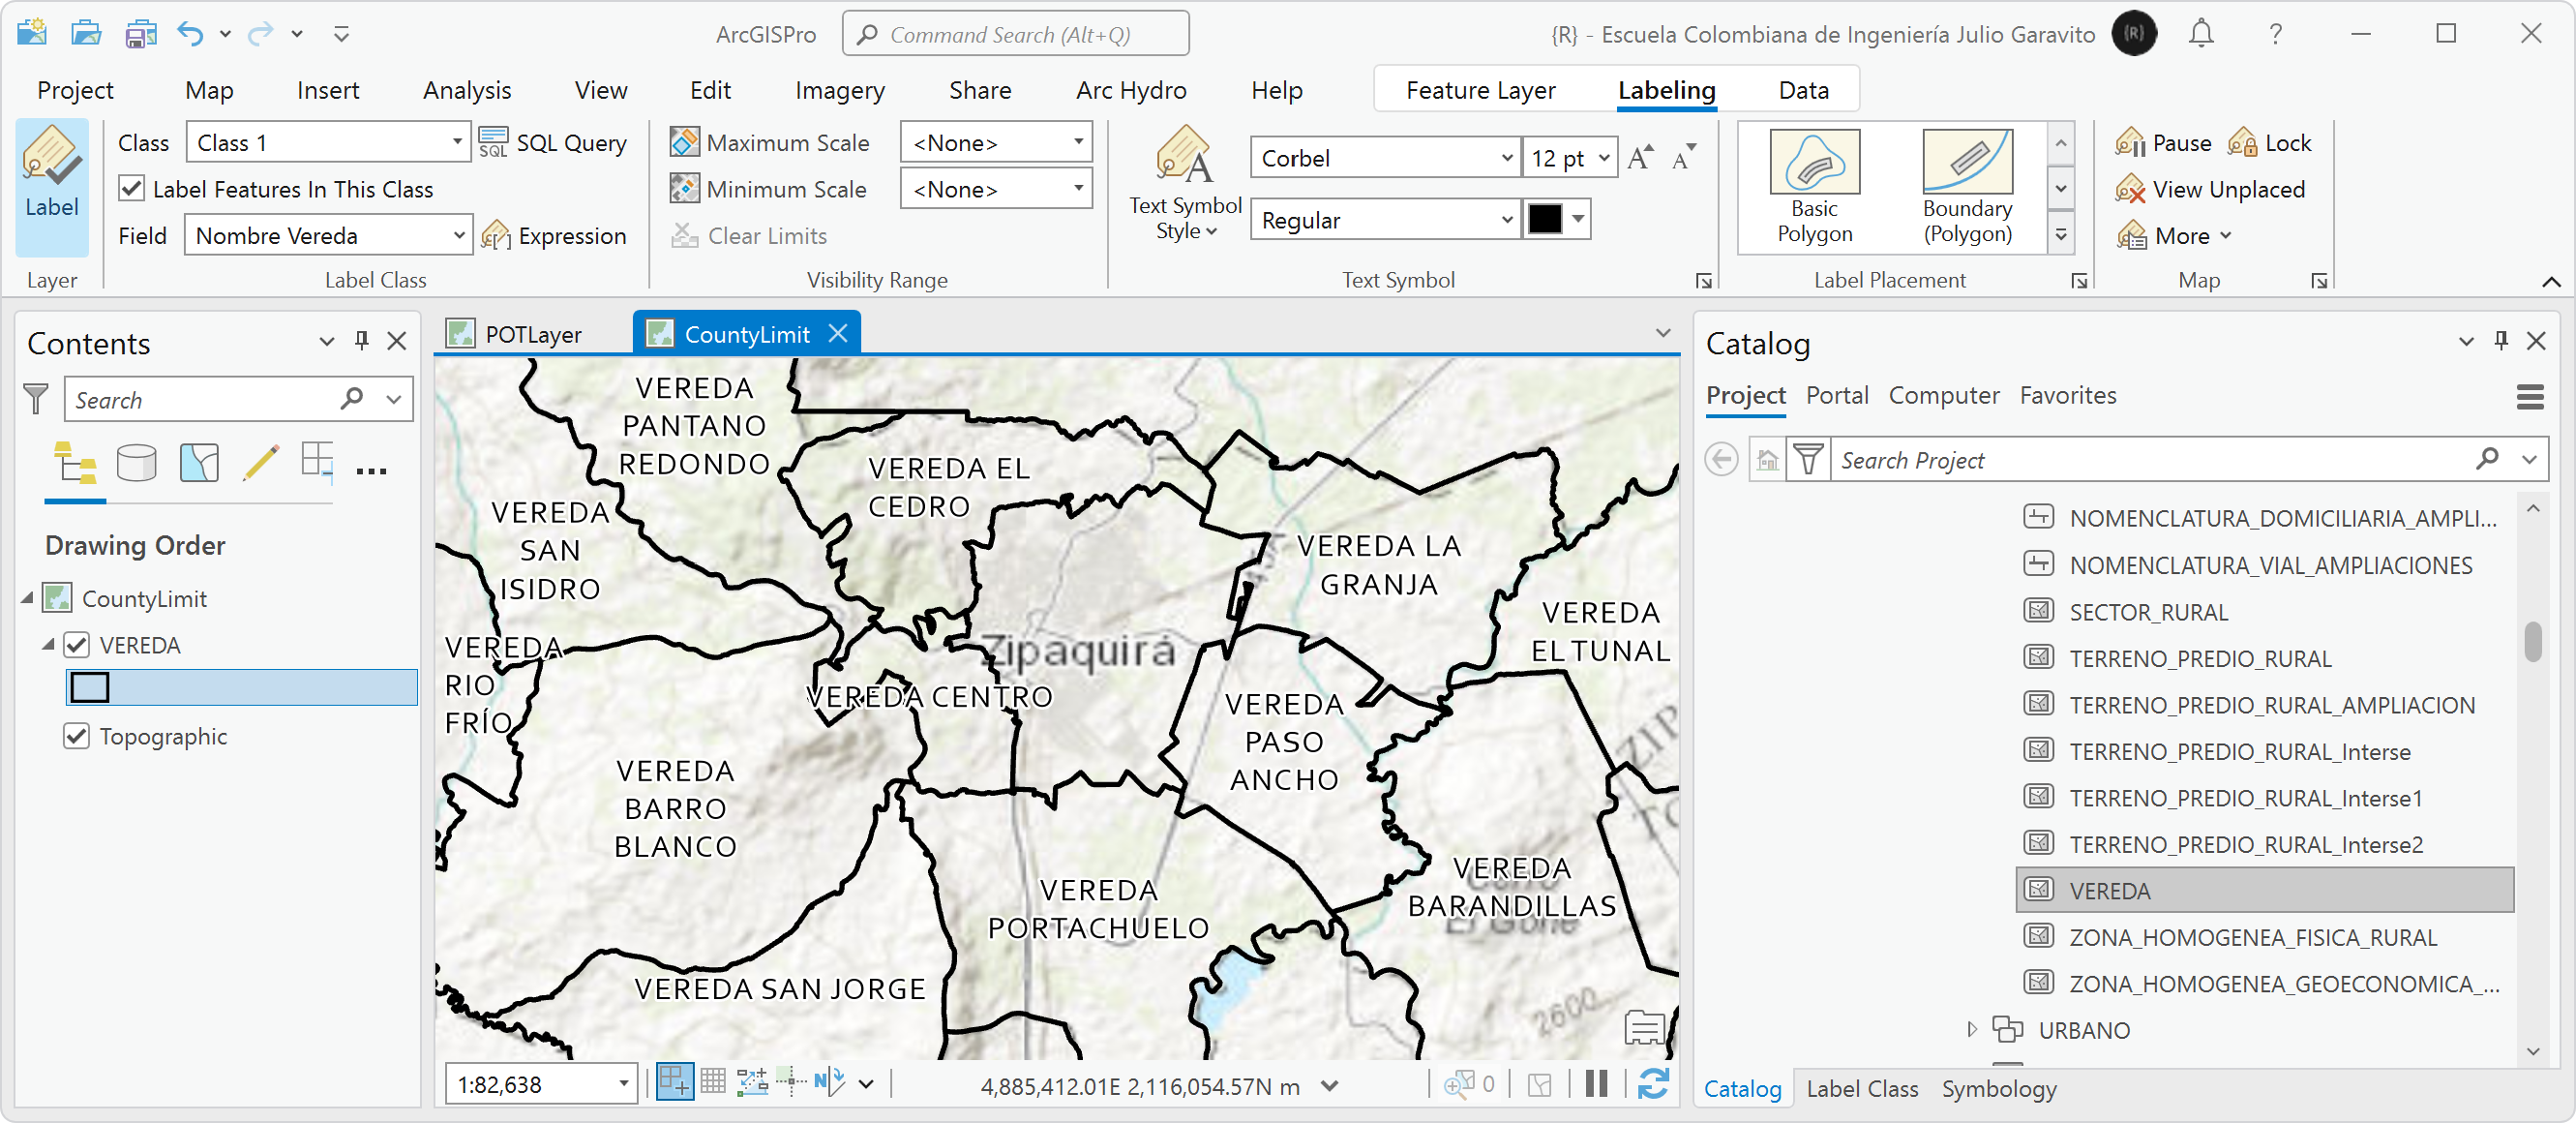 ArcGISPro
Command Search (Alt+Q)
{R} - Escuela Colombiana de Ingeniería Julio Garavito
{R}
?
Project Map Insert Analysis View Edit Imagery Share Arc Hydro Help Feature Layer Labeling Data
Label
Layer
Class
Class 1
SQL
SQL Query
Label Features In This Class
Field
Nombre Vereda
Expression
Label Class
Maximum Scale
<None>
Minimum Scale
<None>
Clear Limits
Visibility Range
Text Symbol
Style
Corbel
12 pt
A
A
Regular
Text Symbol
Basic
Polygon
Boundary
(Polygon)
Label Placement
Pause
Lock
View Unplaced
More
Map
Contents
Search
Drawing Order
CountyLimit
VEREDA
Topographic
POTLayer
CountyLimit
VEREDA
PANTANO
REDONDO
VEREDA EL
CEDRO
VEREDA
SAN
ISIDRO
VEREDA LA
GRANJA
VEREDA
EL TUNAL
VEREDA
RIO
FRÍO
Zipaquirá
VEREDA CENTRO
VEREDA
PASO
ANCHO
VEREDA
BARRO
BLANCO
VEREDA
PORTACHUELO
VEREDA
BARANDILLAS
VEREDA SAN JORGE
2600
1:82,638
N
4,885,412.01E 2,116,054.57N m
0
Catalog
Project Portal Computer Favorites
Search Project
NOMENCLATURA_DOMICILIARIA_AMPLI...
NOMENCLATURA_VIAL_AMPLIACIONES
SECTOR_RURAL
TERRENO_PREDIO_RURAL
TERRENO_PREDIO_RURAL_AMPLIACION
TERRENO_PREDIO_RURAL_Interse
TERRENO_PREDIO_RURAL_Interse1
TERRENO_PREDIO_RURAL_Interse2
VEREDA
ZONA_HOMOGENEA_FISICA_RURAL
ZONA_HOMOGENEA_GEOECONOMICA_...
URBANO
Catalog Label Class Symbology